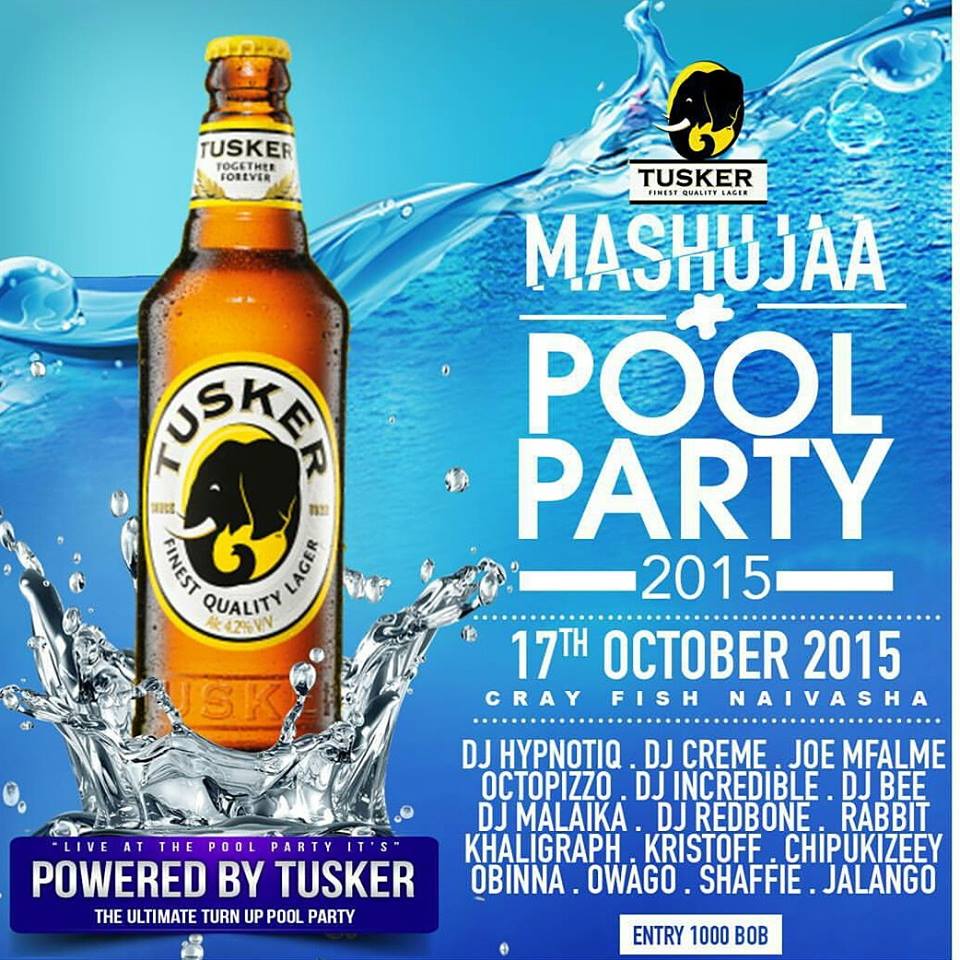 TUSKER
TOGETHER
FOREVER
TUSKER
SINCE 1922
FINEST QUALITY LAGER
Alc 4.2% V/V
TUSKER
"LIVE AT THE POOL PARTY IT'S"
POWERED BY TUSKER
THE ULTIMATE TURN UP POOL PARTY
TUSKER
FINEST QUALITY LAGER
MASHUJAA
POOL
PARTY
2015
17TH OCTOBER 2015
CRAY FISH NAIVASHA
DJ HYPNOTIQ . DJ CREME . JOE MFALME
OCTOPIZZO . DJ INCREDIBLE . DJ BEE
DJ MALAIKA . DJ REDBONE . RABBIT
KHALIGRAPH . KRISTOFF . CHIPUKIZEEY
OBINNA . OWAGO . SHAFFIE . JALANGO
ENTRY 1000 BOB